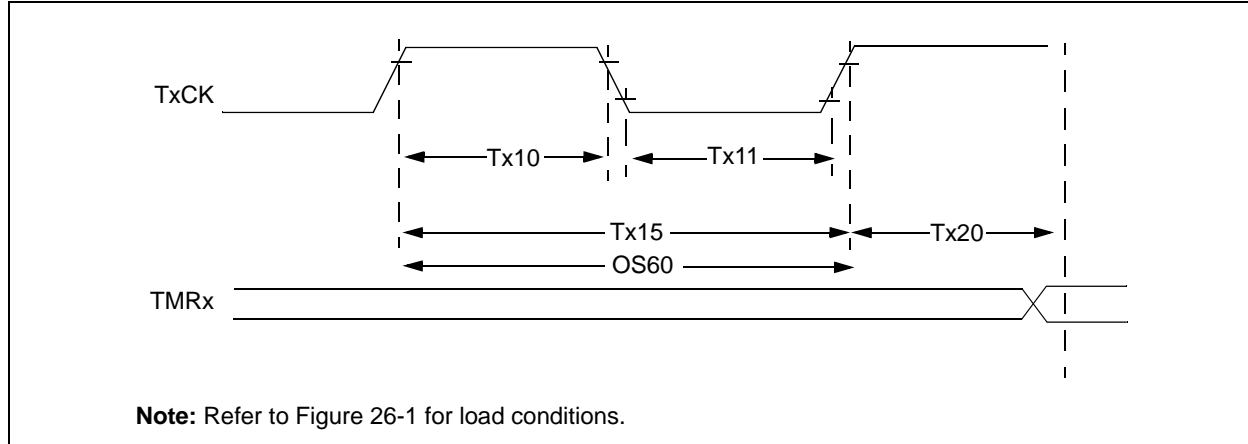 TxCK
Tx10
Tx11
Tx15
Tx20
OS60
TMRx
Note: Refer to Figure 26-1 for load conditions.